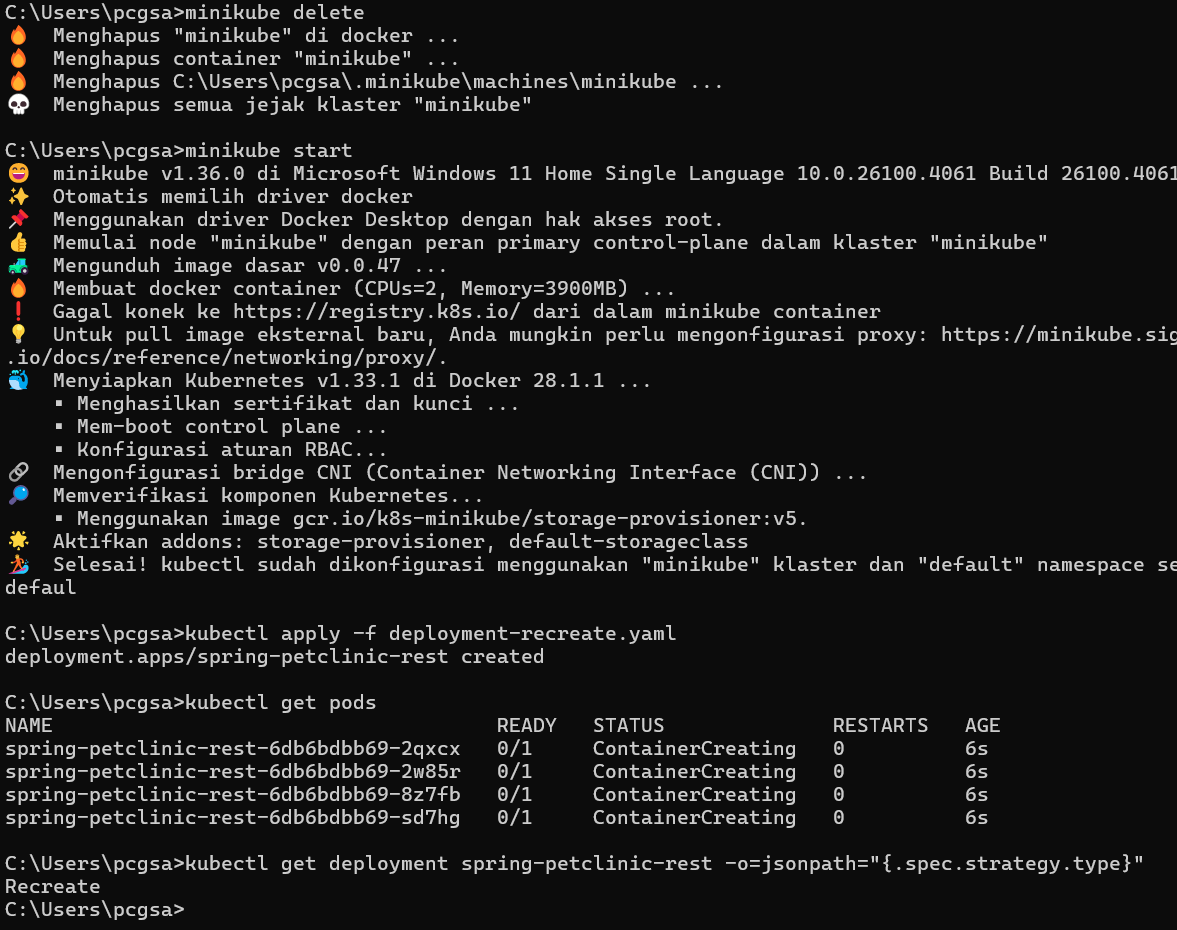 C:\Users\pcgsa>minikube delete
🔥  Menghapus "minikube" di docker ...
🔥  Menghapus container "minikube" ...
🔥  Menghapus C:\Users\pcgsa\.minikube\machines\minikube ...
💀  Menghapus semua jejak klaster "minikube"

C:\Users\pcgsa>minikube start
😄  minikube v1.36.0 di Microsoft Windows 11 Home Single Language 10.0.26100.4061 Build 26100.4061
✨  Otomatis memilih driver docker
📌  Menggunakan driver Docker Desktop dengan hak akses root.
👍  Memulai node "minikube" dengan peran primary control-plane dalam klaster "minikube"
🚜  Mengunduh image dasar v0.0.47 ...
🔥  Membuat docker container (CPUs=2, Memory=3900MB) ...
❗  Gagal konek ke https://registry.k8s.io/ dari dalam minikube container
💡  Untuk pull image eksternal baru, Anda mungkin perlu mengonfigurasi proxy: https://minikube.sig
.io/docs/reference/networking/proxy/.
🐳  Menyiapkan Kubernetes v1.33.1 di Docker 28.1.1 ...
    ▪ Menghasilkan sertifikat dan kunci ...
    ▪ Mem-boot control plane ...
    ▪ Konfigurasi aturan RBAC...
🔗  Mengonfigurasi bridge CNI (Container Networking Interface (CNI)) ...
🔎  Memverifikasi komponen Kubernetes...
    ▪ Menggunakan image gcr.io/k8s-minikube/storage-provisioner:v5.
🌟  Aktifkan addons: storage-provisioner, default-storageclass
🏄  Selesai! kubectl sudah dikonfigurasi menggunakan "minikube" klaster dan "default" namespace se
defaul

C:\Users\pcgsa>kubectl apply -f deployment-recreate.yaml
deployment.apps/spring-petclinic-rest created

C:\Users\pcgsa>kubectl get pods
NAME                                     READY   STATUS              RESTARTS   AGE
spring-petclinic-rest-6db6bdbb69-2qxcx   0/1     ContainerCreating   0          6s
spring-petclinic-rest-6db6bdbb69-2w85r   0/1     ContainerCreating   0          6s
spring-petclinic-rest-6db6bdbb69-8z7fb   0/1     ContainerCreating   0          6s
spring-petclinic-rest-6db6bdbb69-sd7hg   0/1     ContainerCreating   0          6s

C:\Users\pcgsa>kubectl get deployment spring-petclinic-rest -o=jsonpath="{.spec.strategy.type}"
Recreate
C:\Users\pcgsa>